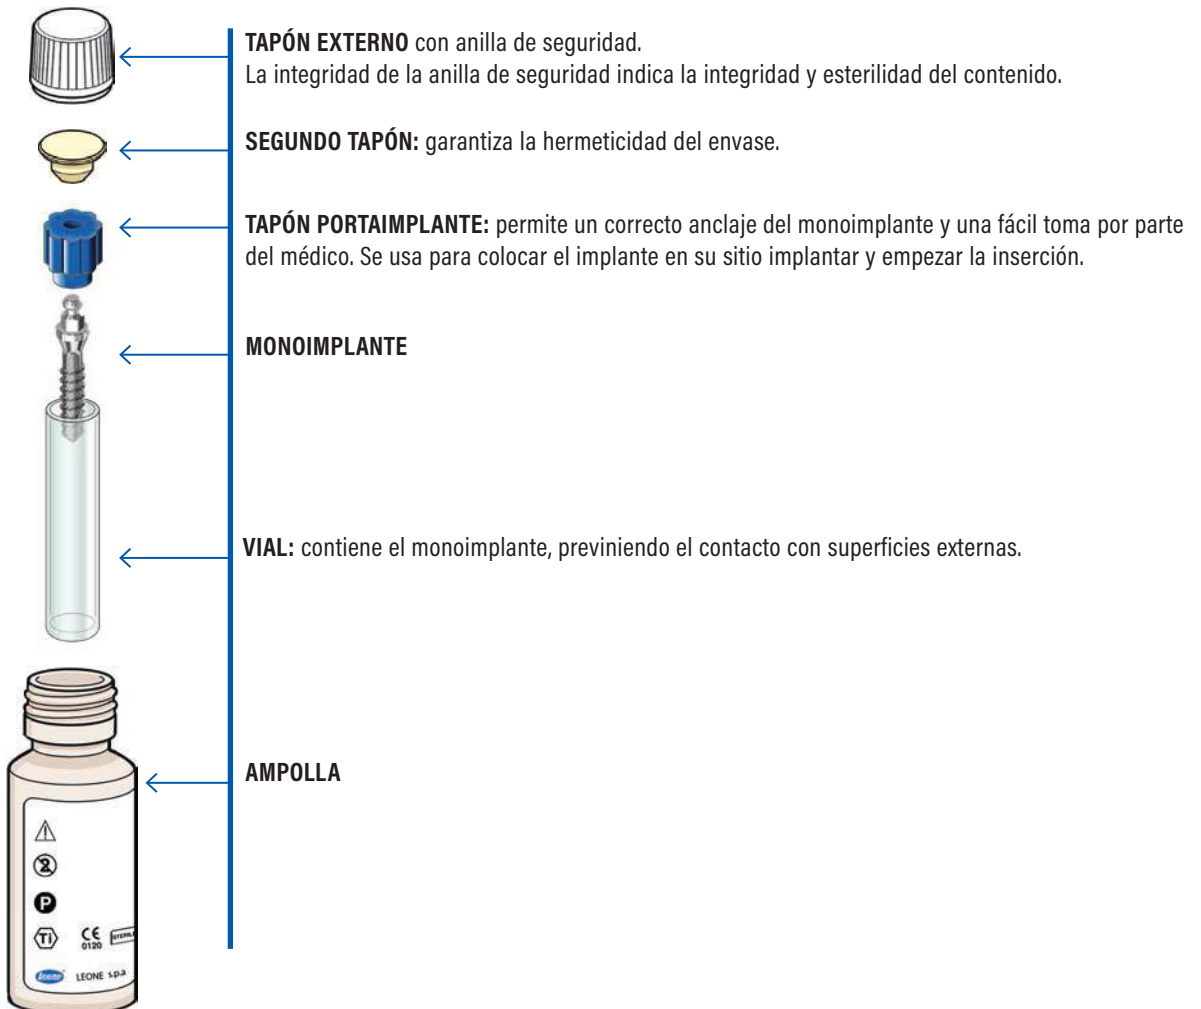 TAPÓN EXTERNO con anilla de seguridad.
La integridad de la anilla de seguridad indica la integridad y esterilidad del contenido.
SEGUNDO TAPÓN: garantiza la hermeticidad del envase.
TAPÓN PORTAIMPLANTE: permite un correcto anclaje del monoimplante y una fácil toma por parte
del médico. Se usa para colocar el implante en su sitio implantar y empezar la inserción.
MONOIMPLANTE
VIAL: contiene el monoimplante, previniendo el contacto con superficies externas.
AMPOLLA
2
P
Ti CE
0120
Leone LEONE s.p.a